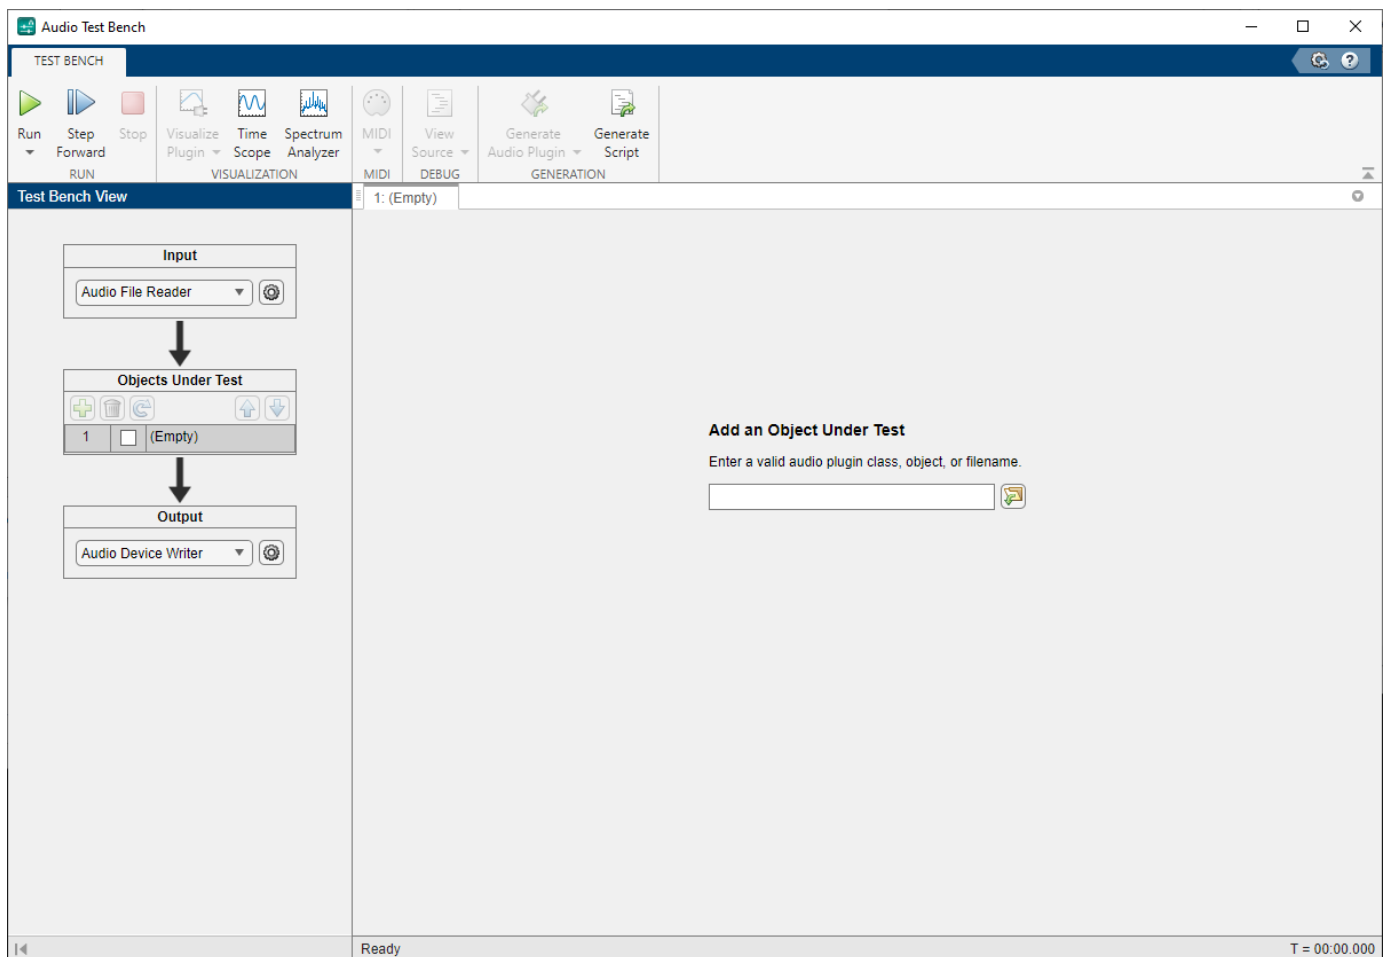 Audio Test Bench
TEST BENCH
Run
Step Forward
Stop
Visualize Plugin
Time Scope
Spectrum Analyzer
MIDI
View Source
Generate Audio Plugin
Generate Script
RUN
VISUALIZATION
MIDI
DEBUG
GENERATION
Test Bench View
1: (Empty)
Input
Audio File Reader
Objects Under Test
1 (Empty)
Output
Audio Device Writer
Add an Object Under Test
Enter a valid audio plugin class, object, or filename.
Ready
T = 00:00.000